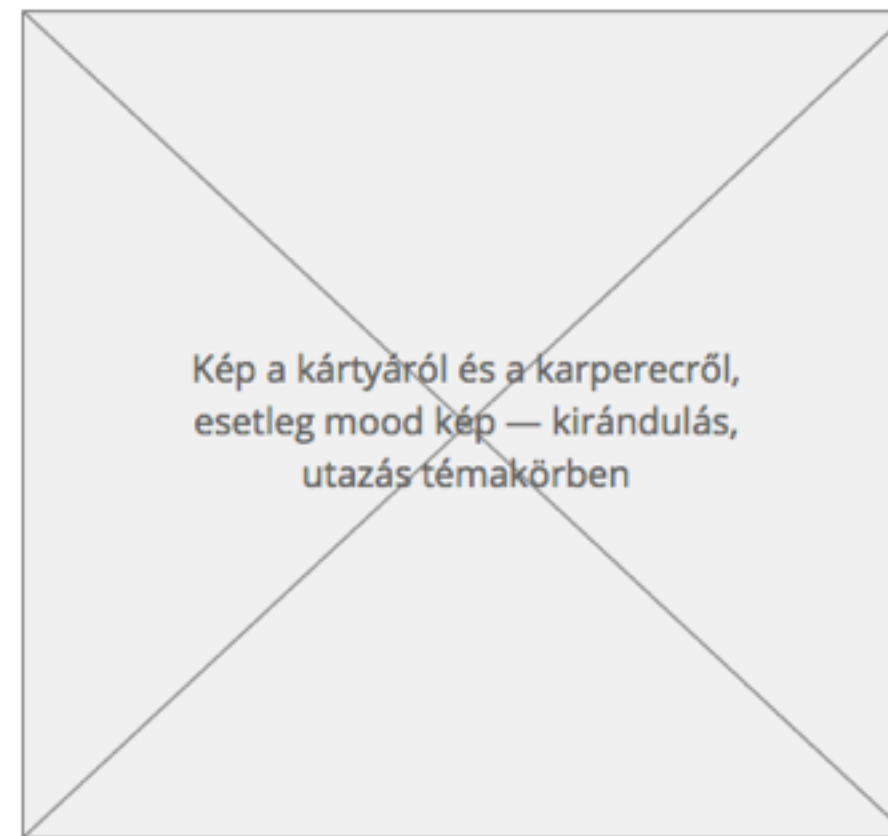 Kép a kártyáról és a karperecről,
esetleg mood kép — kirándulás,
utazás témakörben